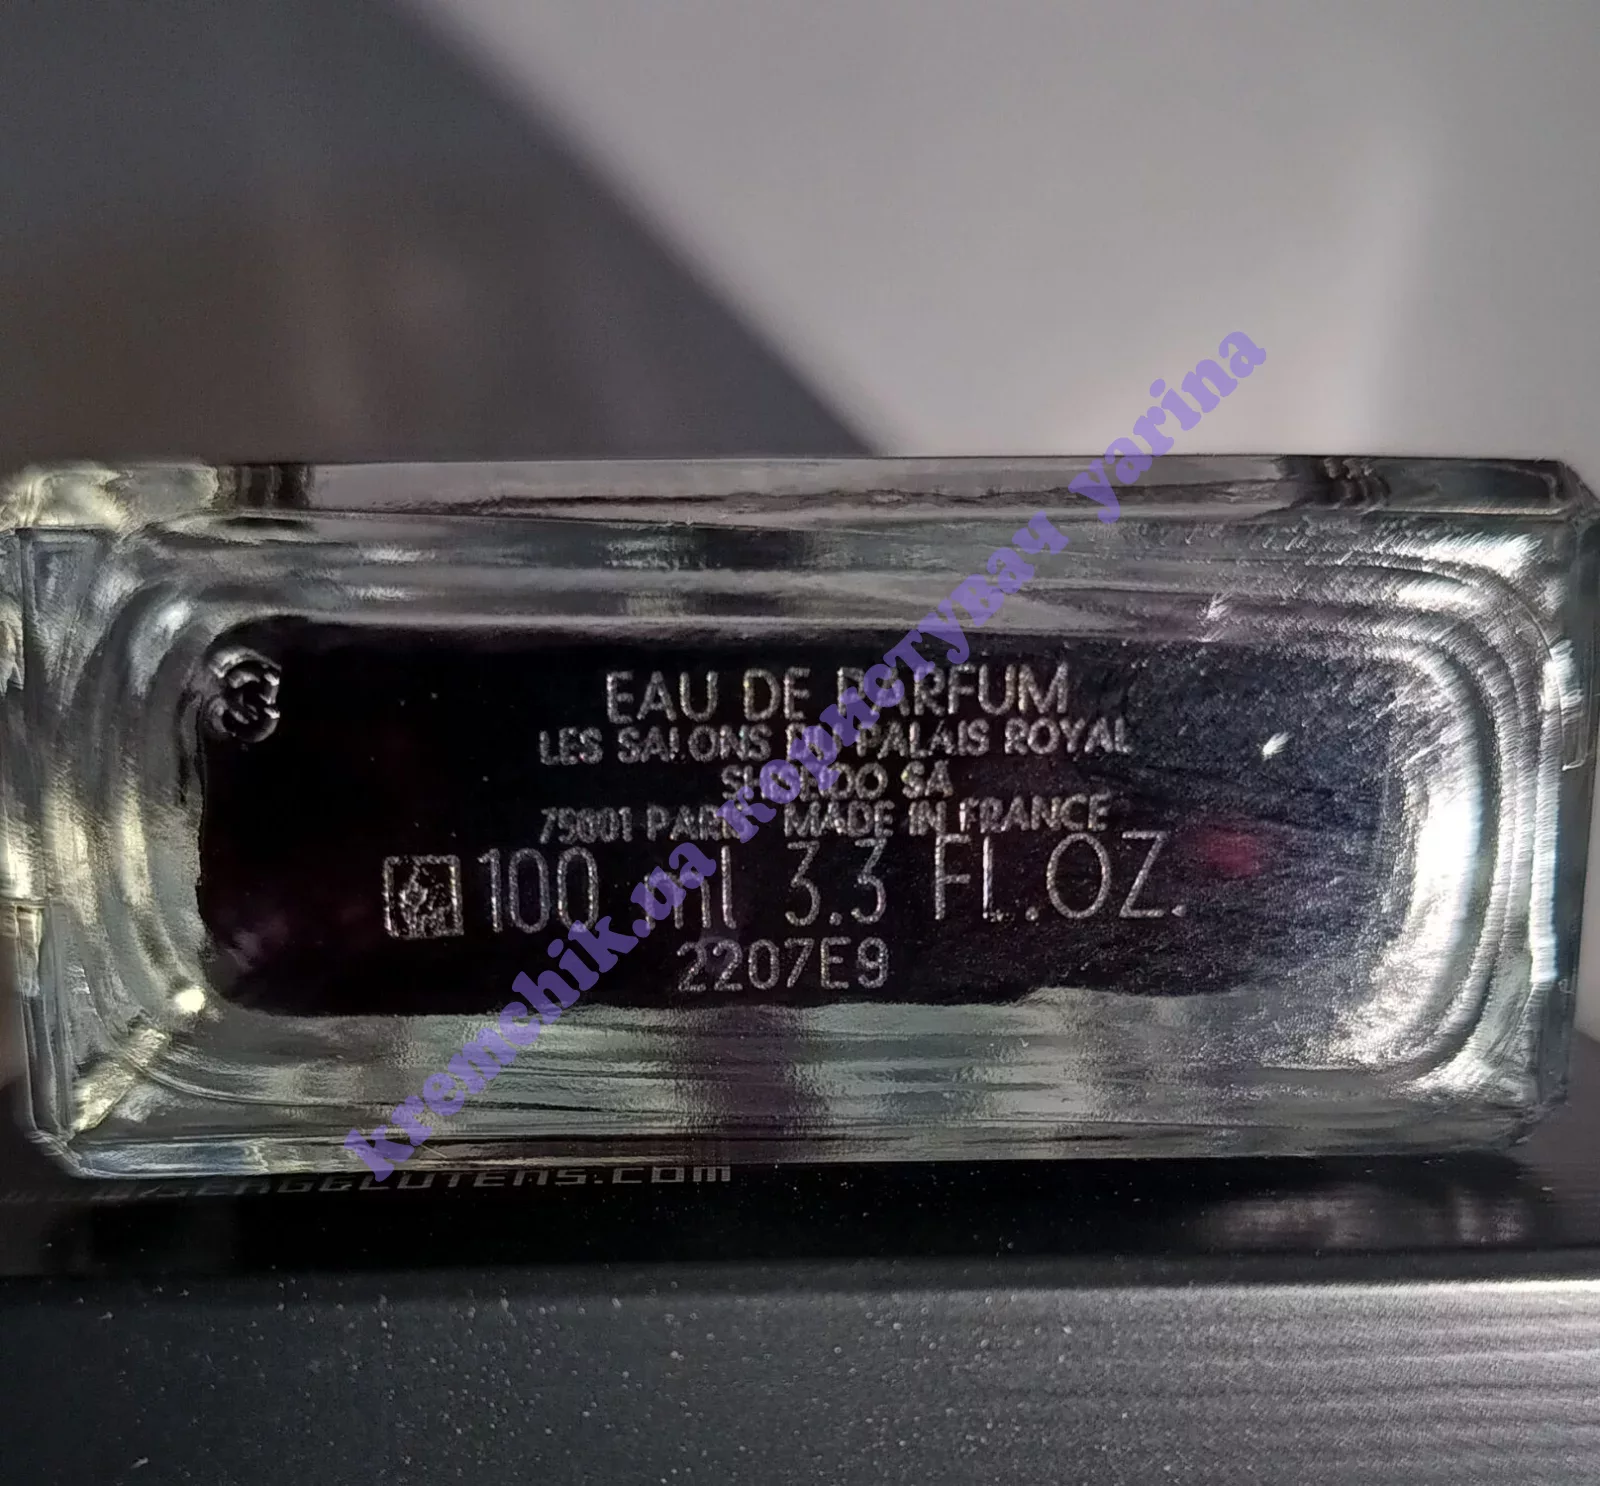 EAU DE PARFUM
LES SALONS DU PALAIS ROYAL
SHISEIDO SA
75001 PARIS MADE IN FRANCE
100 ml 3.3 FL.OZ.
2207E9
kremchik.ua користувач yarina